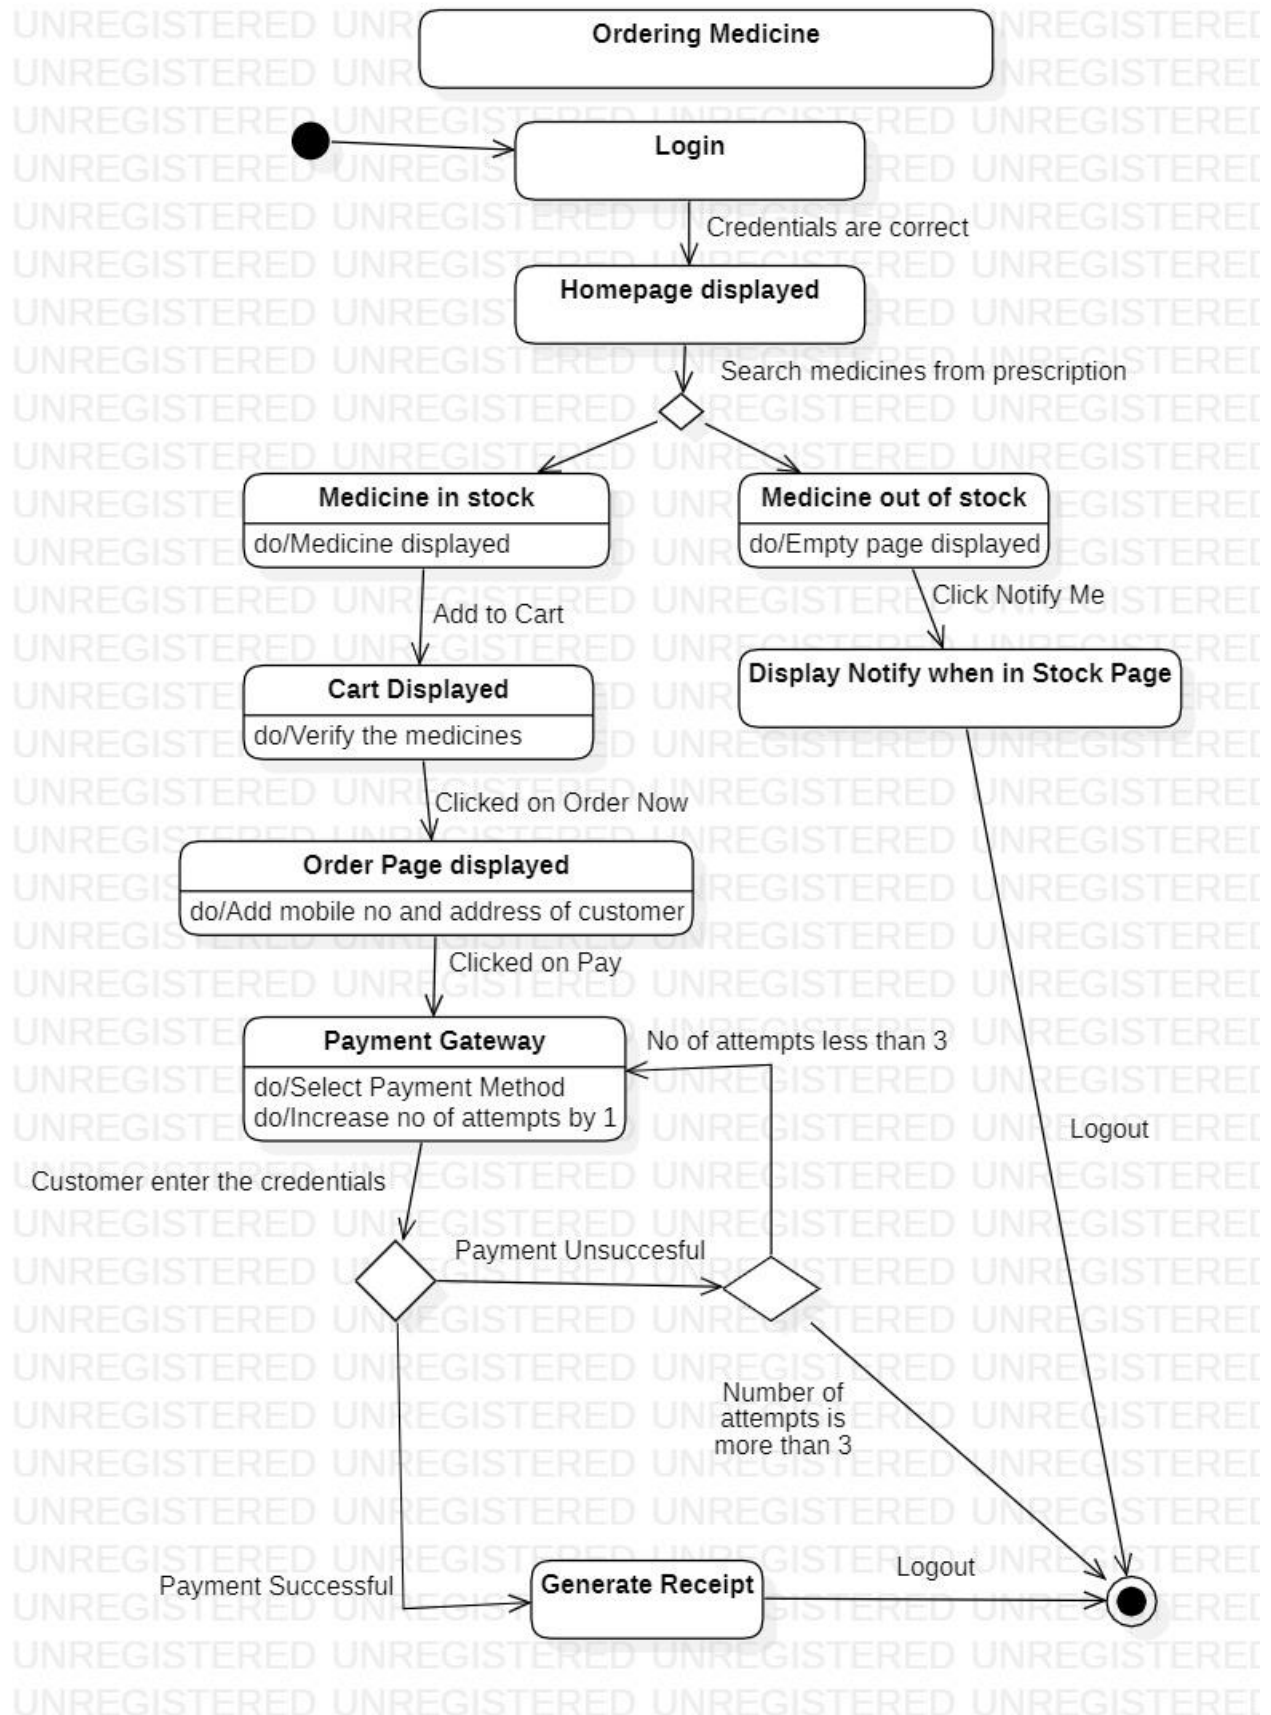 Ordering Medicine
Login
Credentials are correct
Homepage displayed
Search medicines from prescription
Medicine in stock
do/Medicine displayed
Medicine out of stock
do/Empty page displayed
Click Notify Me
Add to Cart
Cart Displayed
do/Verify the medicines
Display Notify when in Stock Page
Clicked on Order Now
Order Page displayed
do/Add mobile no and address of customer
Clicked on Pay
Payment Gateway
do/Select Payment Method
do/Increase no of attempts by 1
No of attempts less than 3
Logout
Customer enter the credentials
Payment Unsuccesful
Number of
attempts is
more than 3
Payment Successful
Generate Receipt
Logout
UNREGISTERED